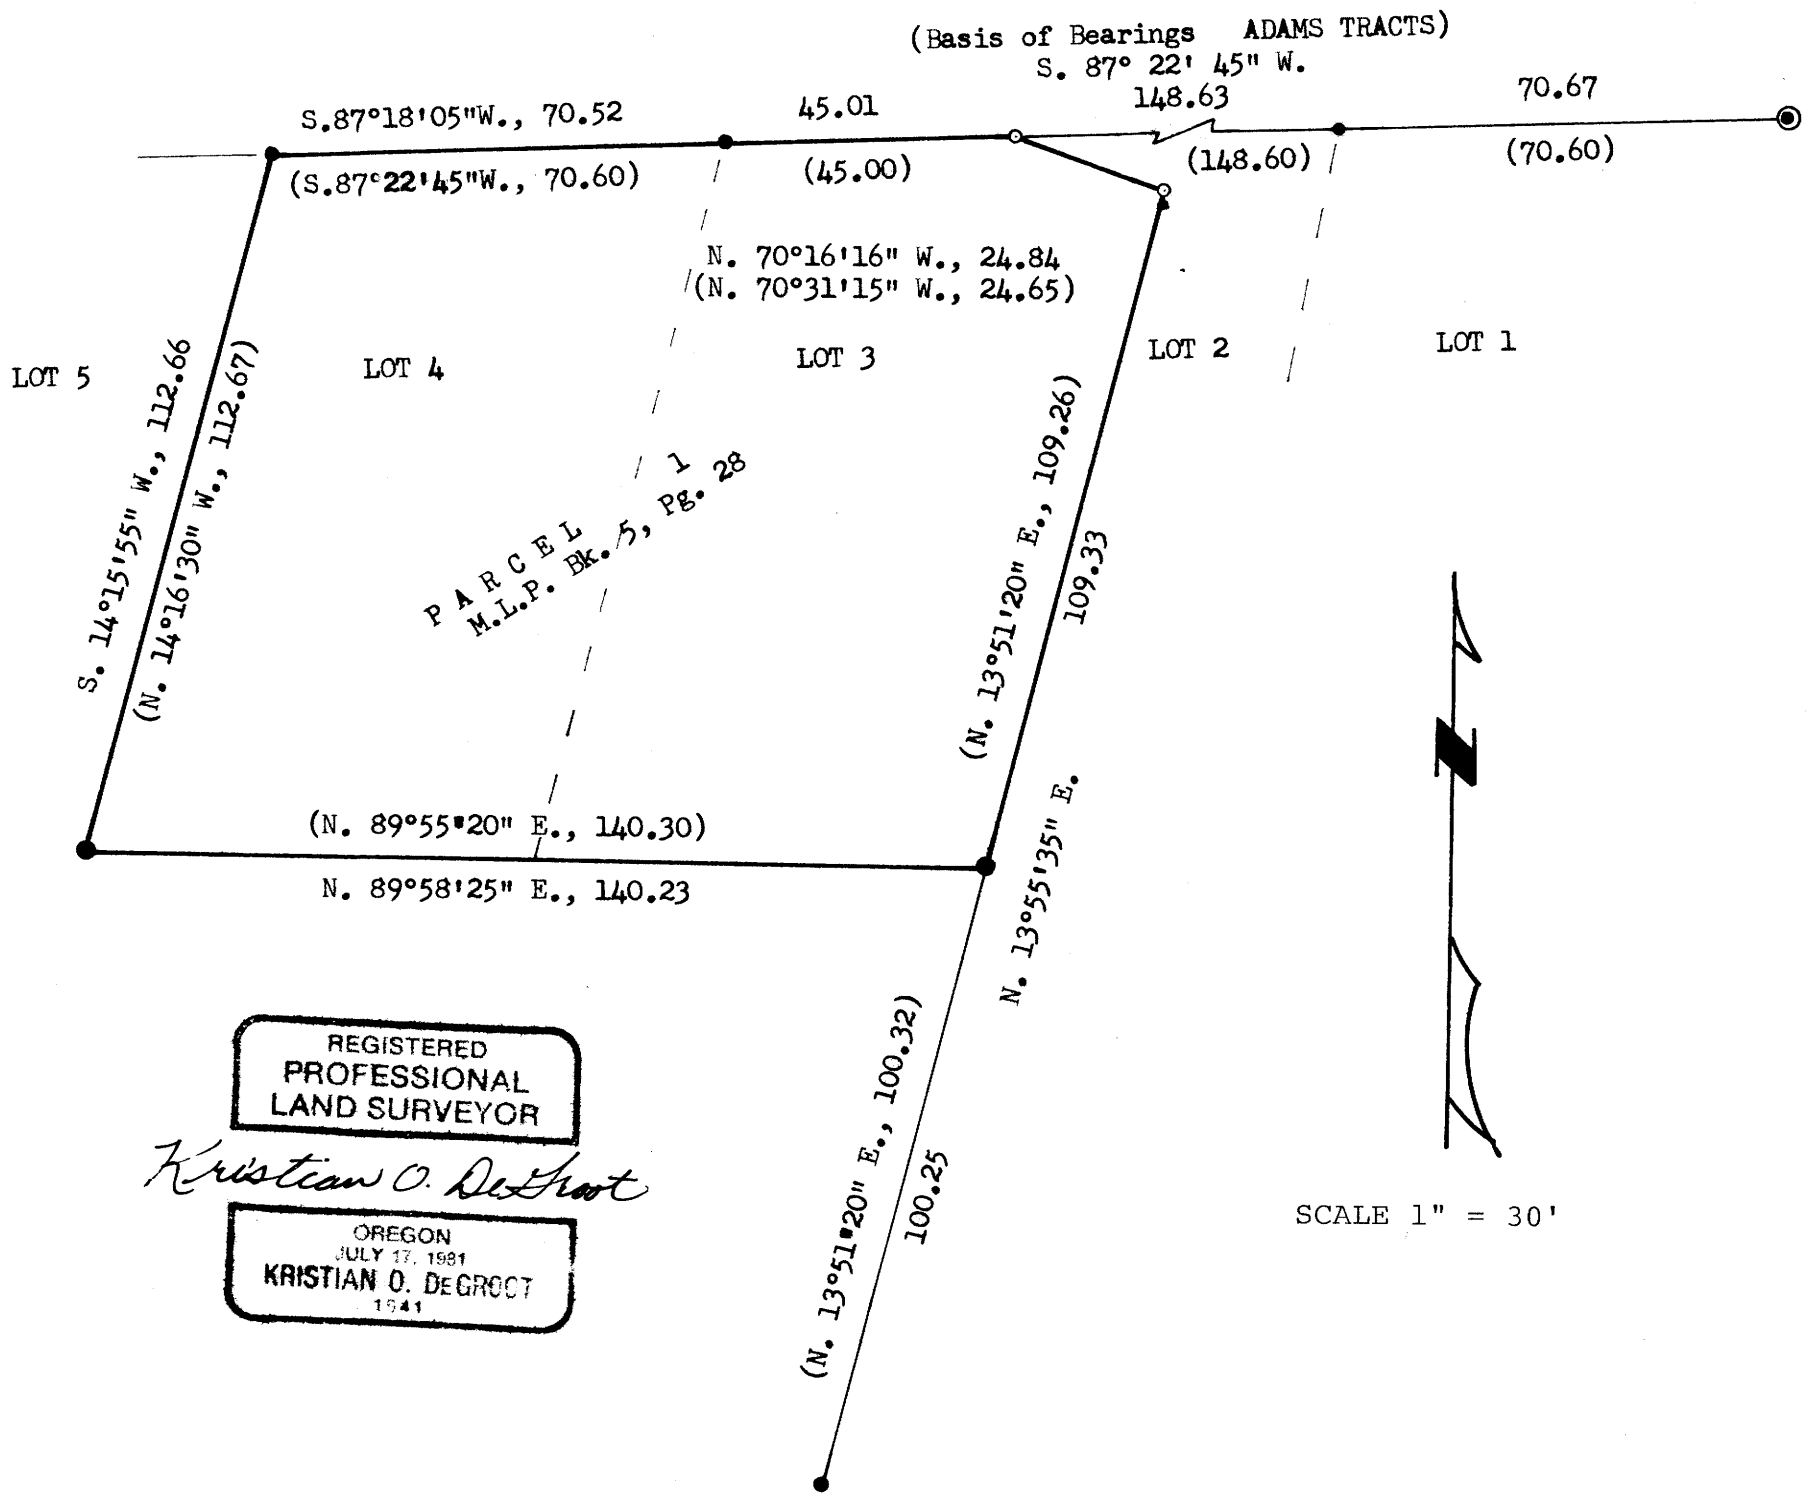 (Basis of Bearings ADAMS TRACTS)
S. 87° 22' 45" W.
S.87°18'05"W., 70.52
45.01
148.63
70.67
(S.87°22'45"W., 70.60)
(45.00)
(148.60)
(70.60)
N. 70°16'16" W., 24.84
(N. 70°31'15" W., 24.65)
LOT 5
LOT 4
LOT 3
LOT 2
LOT 1
S. 14°15'55" W., 112.66
(N. 14°16'30" W., 112.67)
PARCEL 1
M.L.P. Bk. 5, Pg. 28
(N. 13°51'20" E., 109.26)
109.33
N. 13°55'35" E.
(N. 89°55'20" E., 140.30)
N. 89°58'25" E., 140.23
N
(N. 13°51'20" E., 100.32)
100.25
SCALE 1" = 30'
REGISTERED
PROFESSIONAL
LAND SURVEYOR
Kristian O. DeGroot
OREGON
JULY 17, 1981
KRISTIAN O. DeGROOT
1941